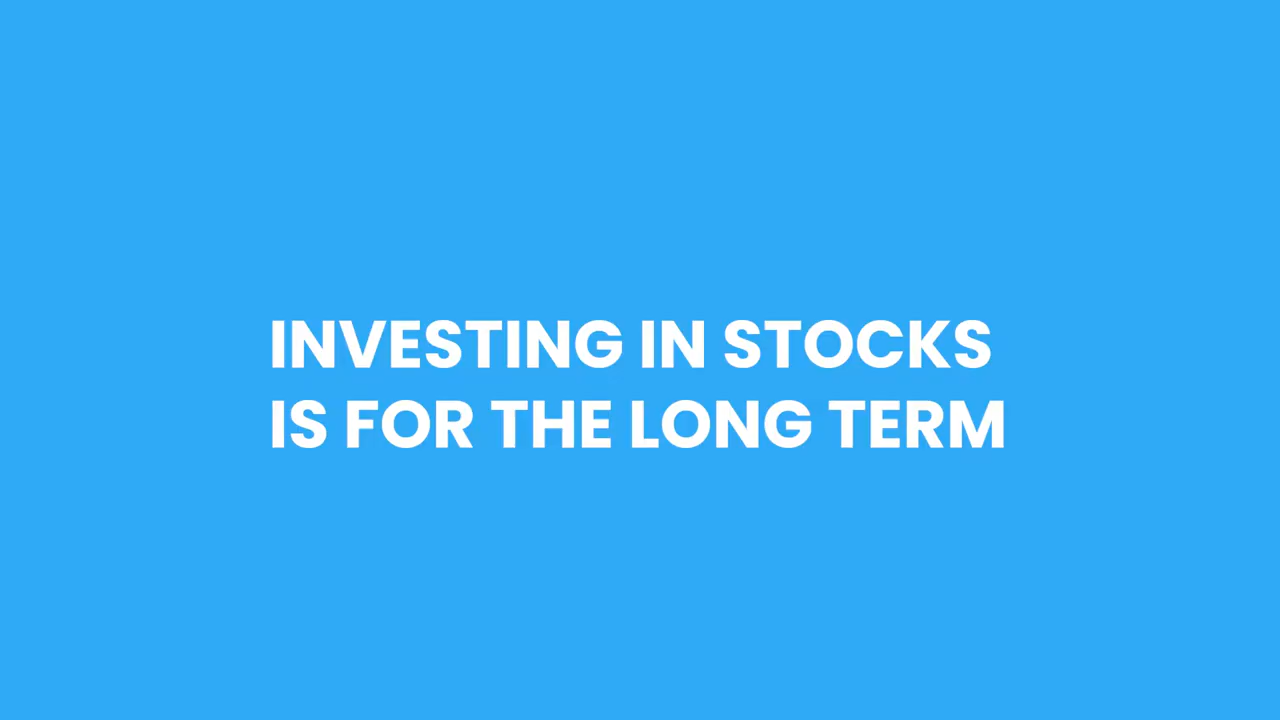 INVESTING IN STOCKS
IS FOR THE LONG TERM